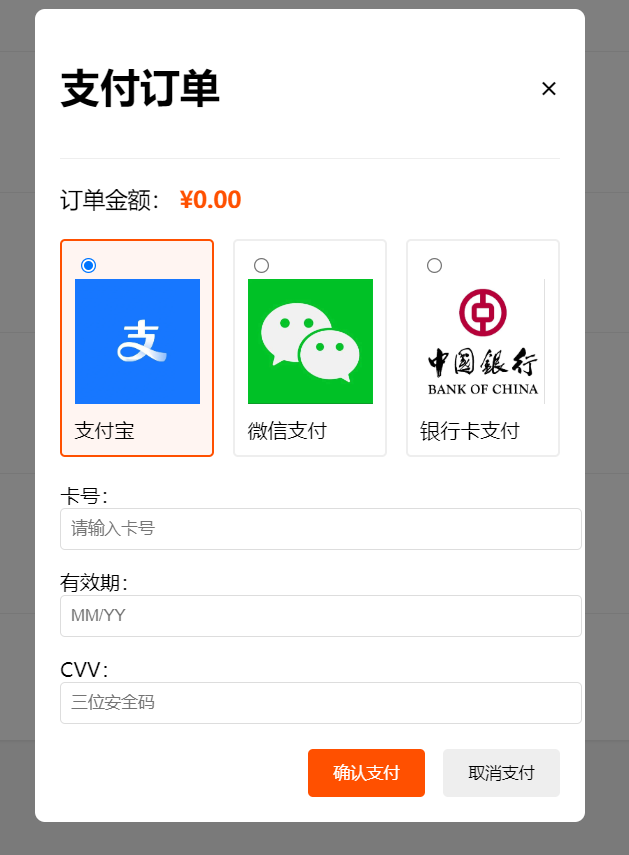 支付订单
×
订单金额: ¥0.00
支
中國銀行
BANK OF CHINA
支付宝
微信支付
银行卡支付
卡号:
请输入卡号
有效期:
MM/YY
CVV:
三位安全码
确认支付
取消支付